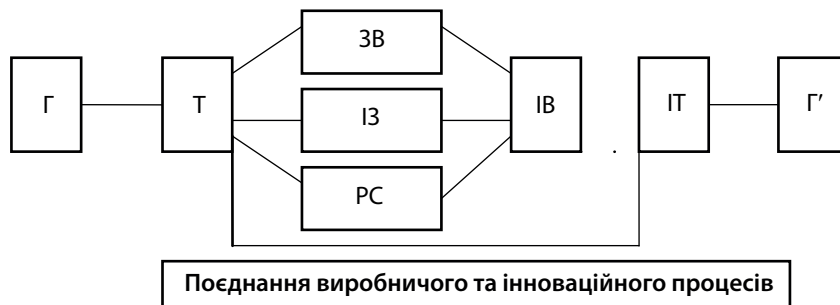 ЗВ
Г Т ІЗ ІВ ІТ Г′
РС
Поєднання виробничого та інноваційного процесів